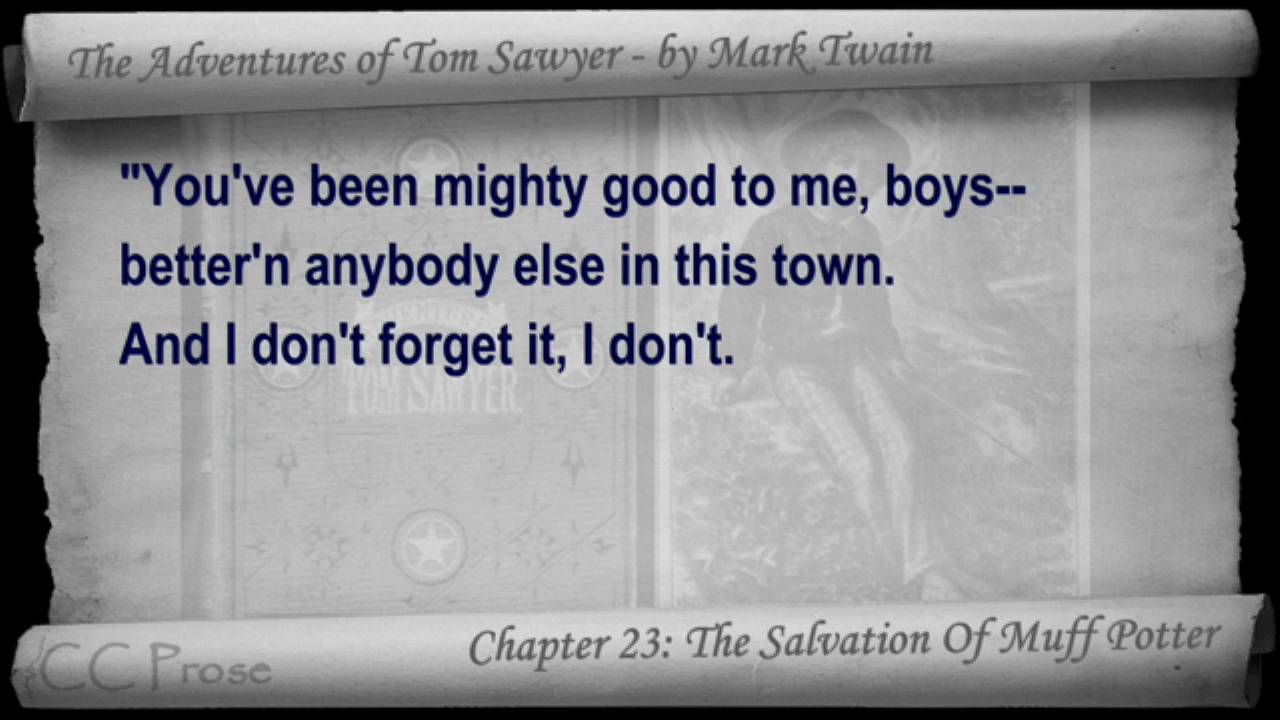 The Adventures of Tom Sawyer - by Mark Twain
"You've been mighty good to me, boys--
better'n anybody else in this town.
And I don't forget it, I don't.
TOM SAWYER.
Chapter 23: The Salvation Of Muff Potter
CC Prose